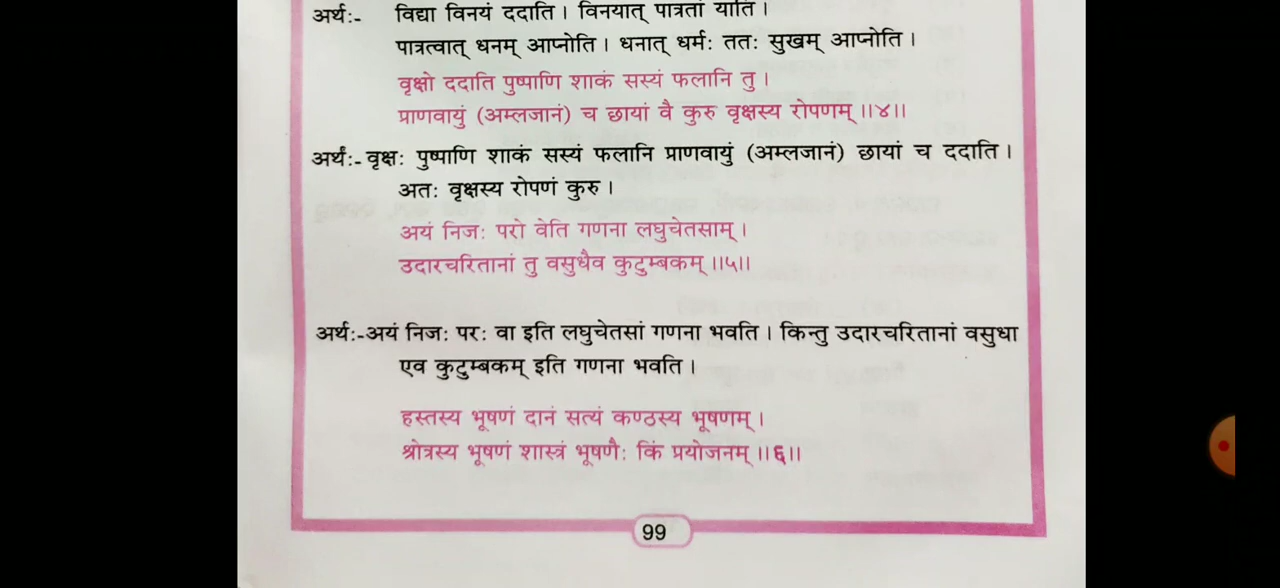 अर्थः- विद्या विनयं ददाति। विनयात् पात्रतां याति।
पात्रत्वात् धनम् आप्नोति। धनात् धर्मः ततः सुखम् आप्नोति।
वृक्षो ददाति पुष्पाणि शाकं सस्यं फलानि तु।
प्राणवायुं (अम्लजानं) च छायां वै कुरु वृक्षस्य रोपणम्॥४॥
अर्थः- वृक्षः पुष्पाणि शाकं सस्यं फलानि प्राणवायुं (अम्लजानं) छायां च ददाति।
अतः वृक्षस्य रोपणं कुरु।
अयं निजः परो वेति गणना लघुचेतसाम्।
उदारचरितानां तु वसुधैव कुटुम्बकम्॥५॥
अर्थः-अयं निजः परः वा इति लघुचेतसां गणना भवति। किन्तु उदारचरितानां वसुधा
एव कुटुम्बकम् इति गणना भवति।
हस्तस्य भूषणं दानं सत्यं कण्ठस्य भूषणम्।
श्रोत्रस्य भूषणं शास्त्रं भूषणैः किं प्रयोजनम्॥६॥
99